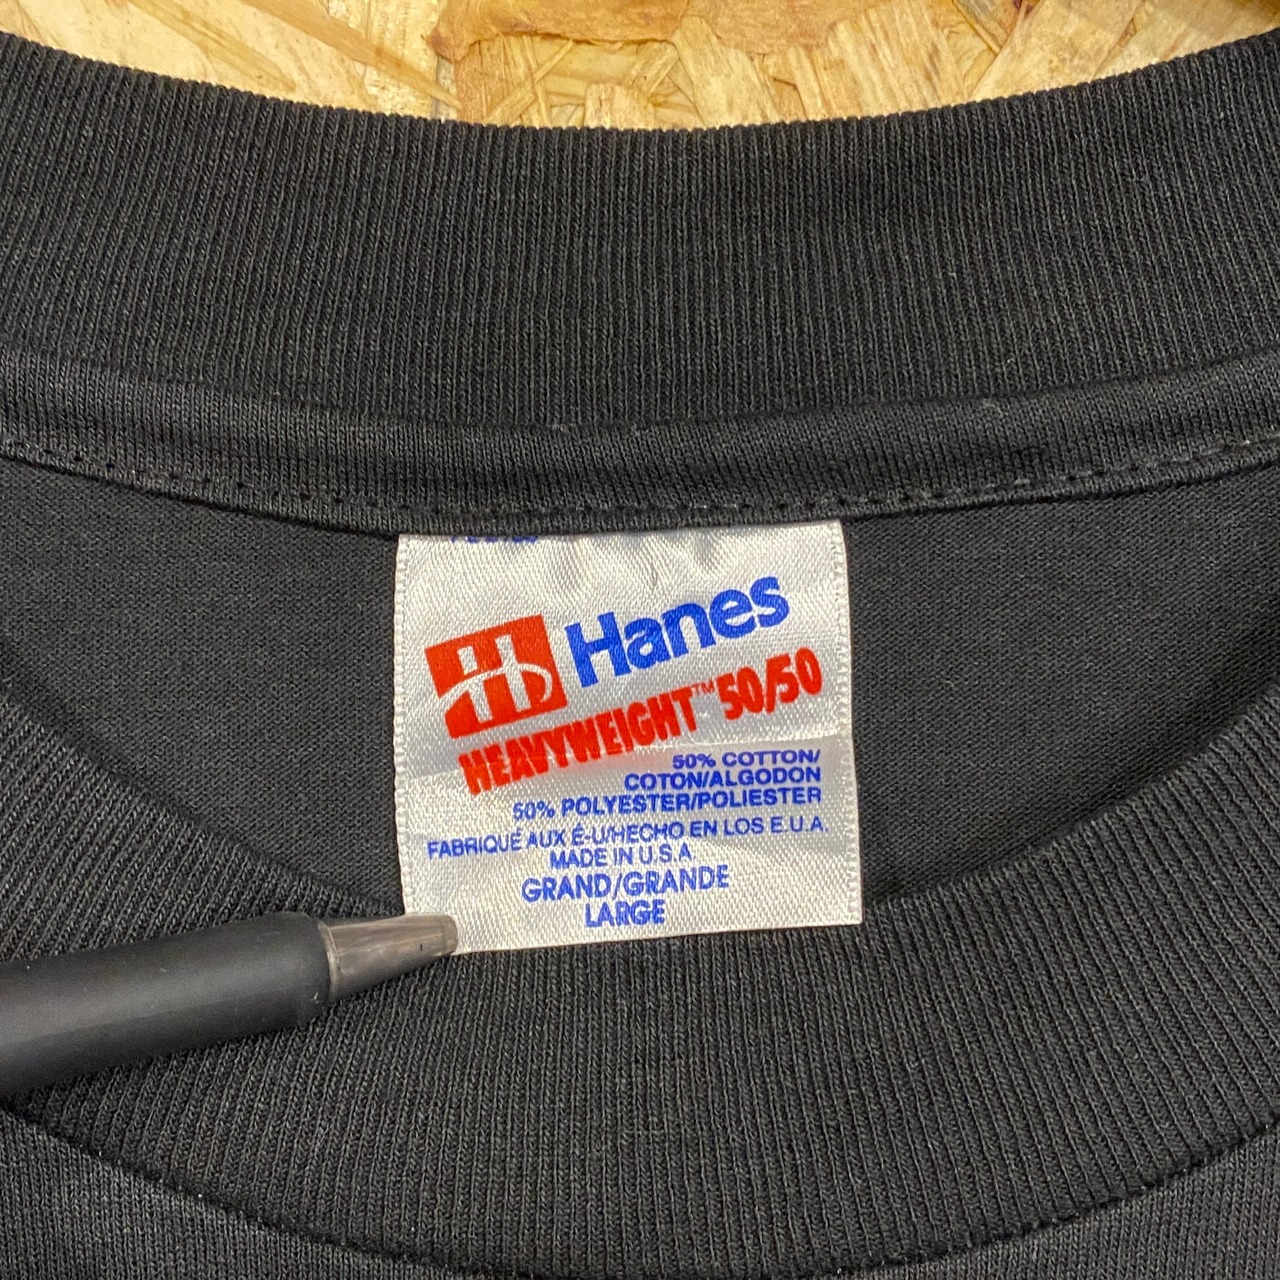 Hanes
HEAVYWEIGHT™ 50/50
50% COTTON/
COTON/ALGODON
50% POLYESTER/POLIESTER
FABRIQUÉ AUX É-U/HECHO EN LOS E.U.A.
MADE IN U.S.A
GRAND/GRANDE
LARGE